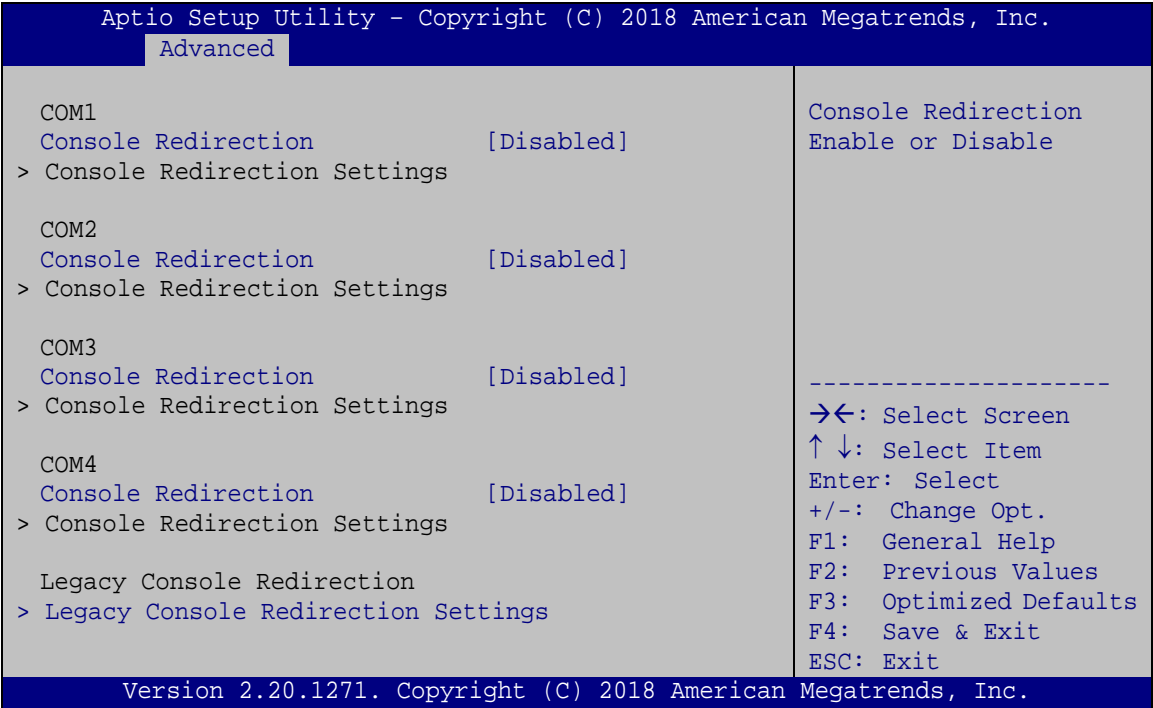 Aptio Setup Utility – Copyright (C) 2018 American Megatrends, Inc.
Advanced
COM1
Console Redirection [Disabled]
> Console Redirection Settings
COM2
Console Redirection [Disabled]
> Console Redirection Settings
COM3
Console Redirection [Disabled]
> Console Redirection Settings
COM4
Console Redirection [Disabled]
> Console Redirection Settings
Legacy Console Redirection
> Legacy Console Redirection Settings
Console Redirection
Enable or Disable
---------------------
→←: Select Screen
↑ ↓: Select Item
Enter: Select
+/-: Change Opt.
F1: General Help
F2: Previous Values
F3: Optimized Defaults
F4: Save & Exit
ESC: Exit
Version 2.20.1271. Copyright (C) 2018 American Megatrends, Inc.